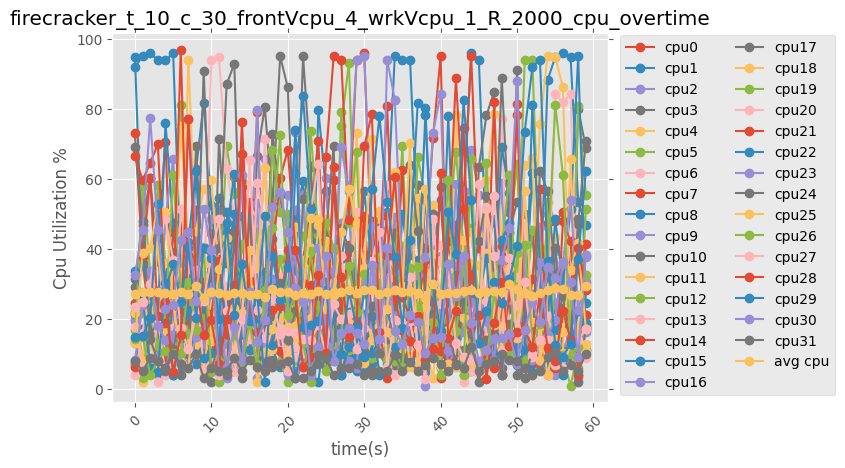 firecracker_t_10_c_30_frontVcpu_4_wrkVcpu_1_R_2000_cpu_overtime
100
80
60
40
20
0
Cpu Utilization %
0
10
20
30
40
50
60
time(s)
cpu0
cpu1
cpu2
cpu3
cpu4
cpu5
cpu6
cpu7
cpu8
cpu9
cpu10
cpu11
cpu12
cpu13
cpu14
cpu15
cpu16
cpu17
cpu18
cpu19
cpu20
cpu21
cpu22
cpu23
cpu24
cpu25
cpu26
cpu27
cpu28
cpu29
cpu30
cpu31
avg cpu